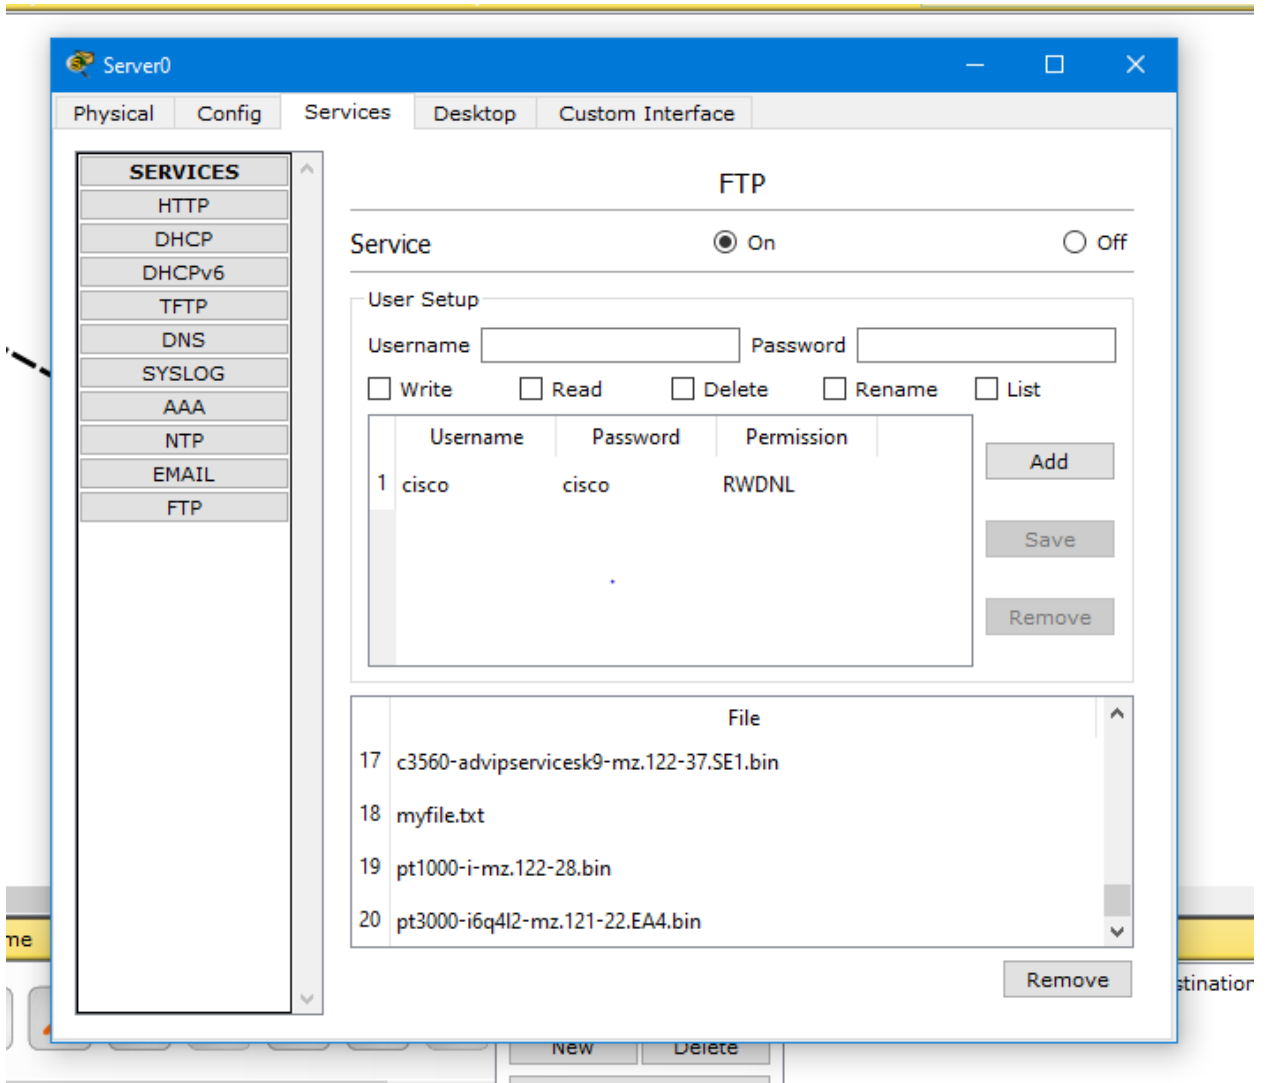 Server0
Physical Config Services Desktop Custom Interface
SERVICES
HTTP
DHCP
DHCPv6
TFTP
DNS
SYSLOG
AAA
NTP
EMAIL
FTP
FTP
Service On Off
User Setup
Username Password
Write Read Delete Rename List
Username Password Permission
1 cisco cisco RWDNL
Add
Save
Remove
File
17 c3560-advipservicesk9-mz.122-37.SE1.bin
18 myfile.txt
19 pt1000-i-mz.122-28.bin
20 pt3000-i6q4l2-mz.121-22.EA4.bin
Remove
me
stination
New Delete